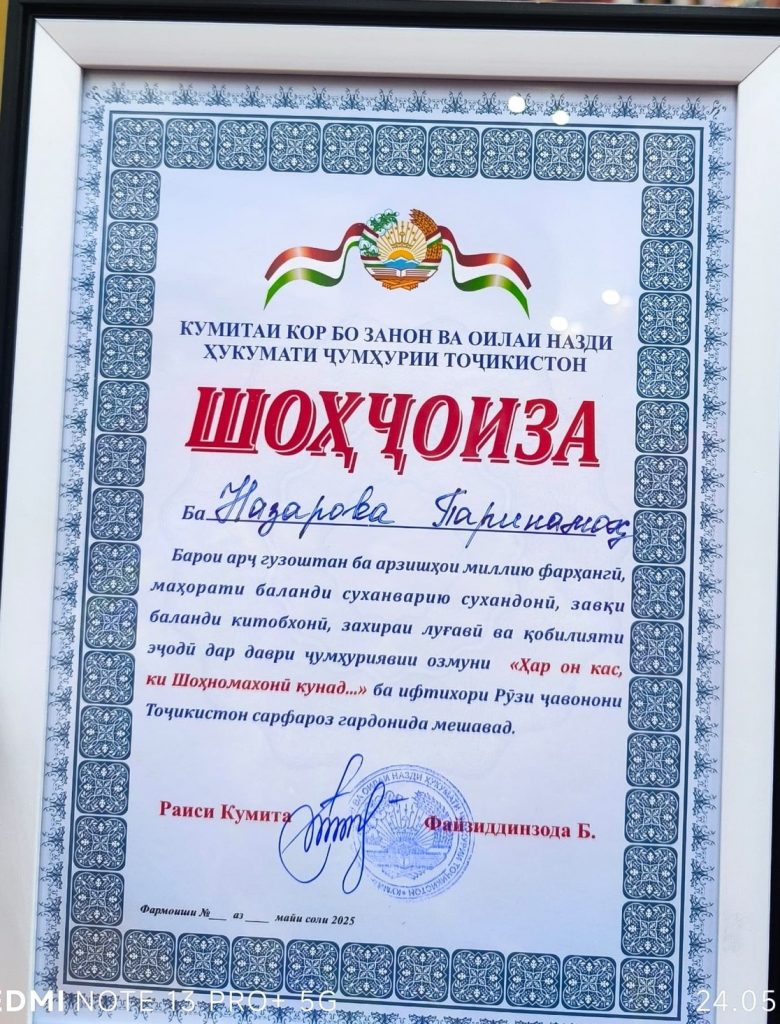 КУМИТАИ КОР БО ЗАНОН ВА ОИЛАИ НАЗДИ
ҲУКУМАТИ ҶУМҲУРИИ ТОҶИКИСТОН
ШОҲҶОИЗА
Ба Назарова Паринамоҳ
Барои арҷ гузоштан ба арзишҳои миллию фарҳангӣ,
маҳорати баланди суханварию сухандонӣ, завқи
баланди китобхонӣ, захираи луғавӣ ва қобилияти
эҷодӣ дар даври ҷумҳуриявии озмуни «Ҳар он кас,
ки Шоҳномахонӣ кунад...» ба ифтихори Рӯзи ҷавонони
Тоҷикистон сарфароз гардонида мешавад.
Раиси Кумита Файзиддинзода Б.
Фармоиши №___ аз ____ майи соли 2025
EDMI NOTE 13 PRO+ 5G 24.05